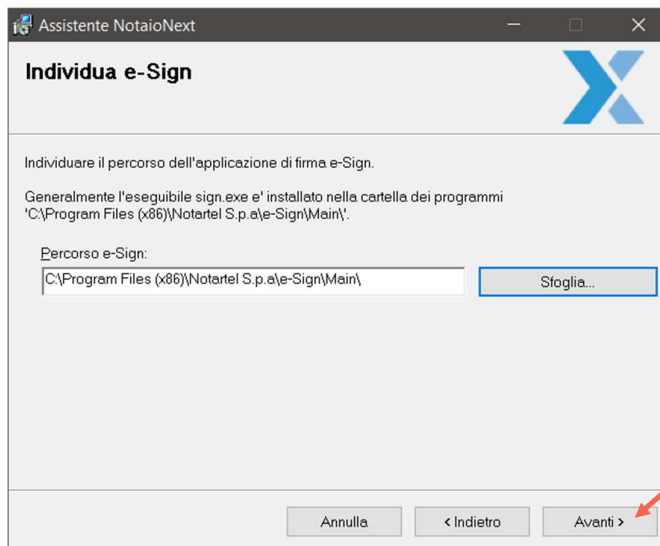 Assistente NotaioNext
Individua e-Sign
Individuare il percorso dell'applicazione di firma e-Sign.
Generalmente l'eseguibile sign.exe e' installato nella cartella dei programmi
'C:\Program Files (x86)\Notartel S.p.a\e-Sign\Main\'.
Percorso e-Sign:
C:\Program Files (x86)\Notartel S.p.a\e-Sign\Main\
Sfoglia...
Annulla
< Indietro
Avanti >